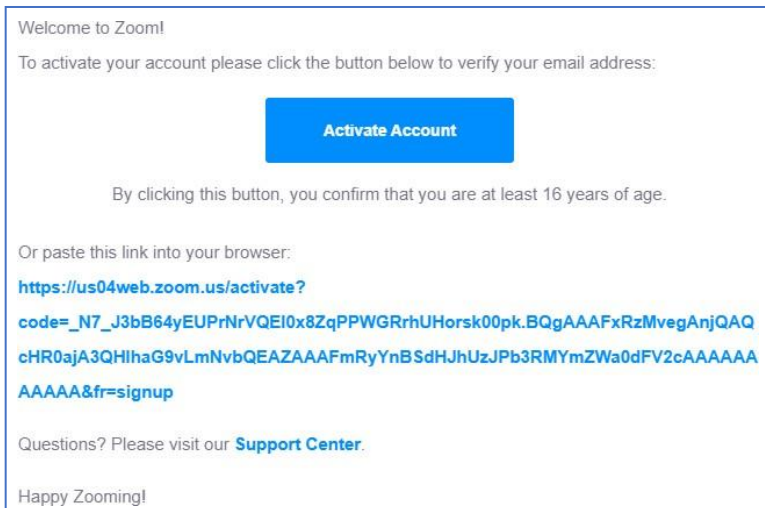 Welcome to Zoom!
To activate your account please click the button below to verify your email address:
Activate Account
By clicking this button, you confirm that you are at least 16 years of age.
Or paste this link into your browser:
https://us04web.zoom.us/activate?
code=_N7_J3bB64yEUPrNrVQEI0x8ZqPPWGRrhUHorsk00pk.BQgAAAFxRzMvegAnjQAQ
cHR0ajA3QHlhaG9vLmNvbQEAZAAAFmRyYnBSdHJhUzJPb3RMYmZWa0dFV2cAAAAAA
AAAAA&fr=signup
Questions? Please visit our Support Center.
Happy Zooming!